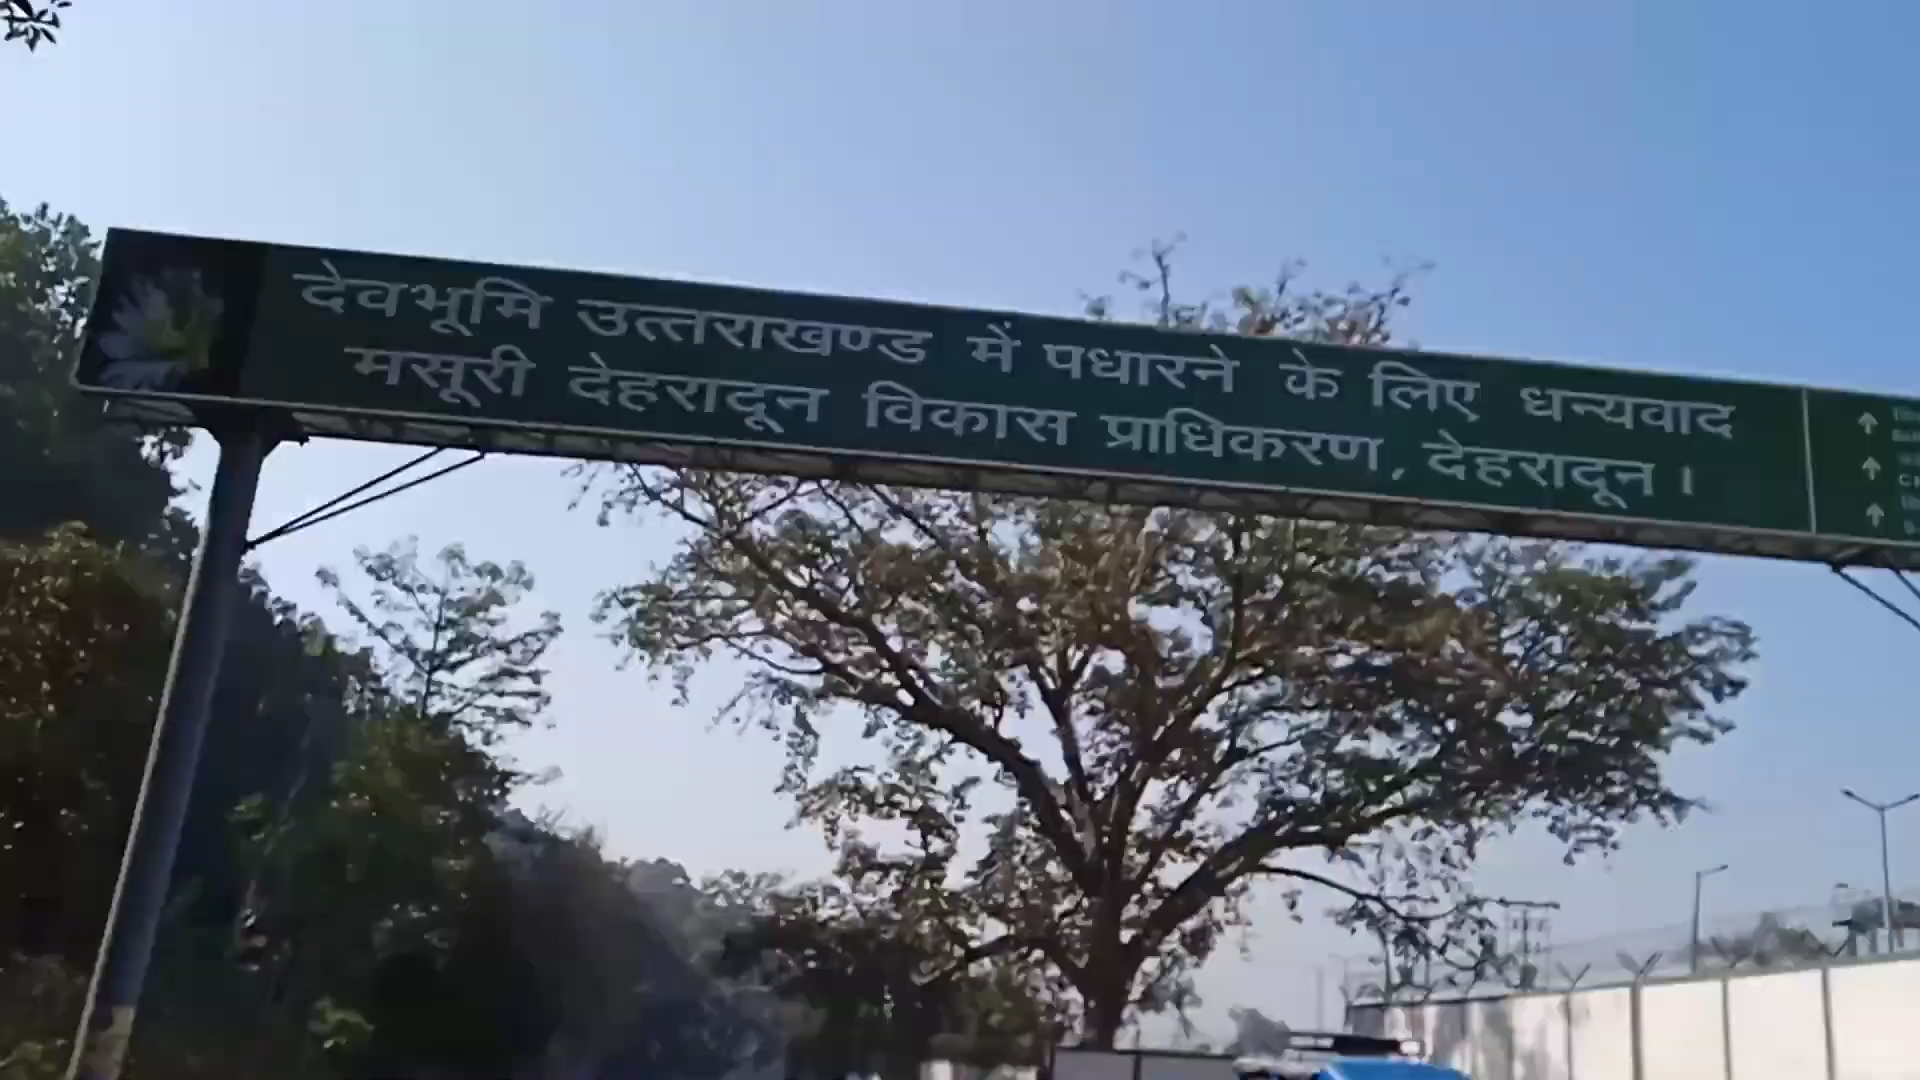 देवभूमि उत्तराखण्ड में पधारने के लिए धन्यवाद
मसूरी देहरादून विकास प्राधिकरण, देहरादून।